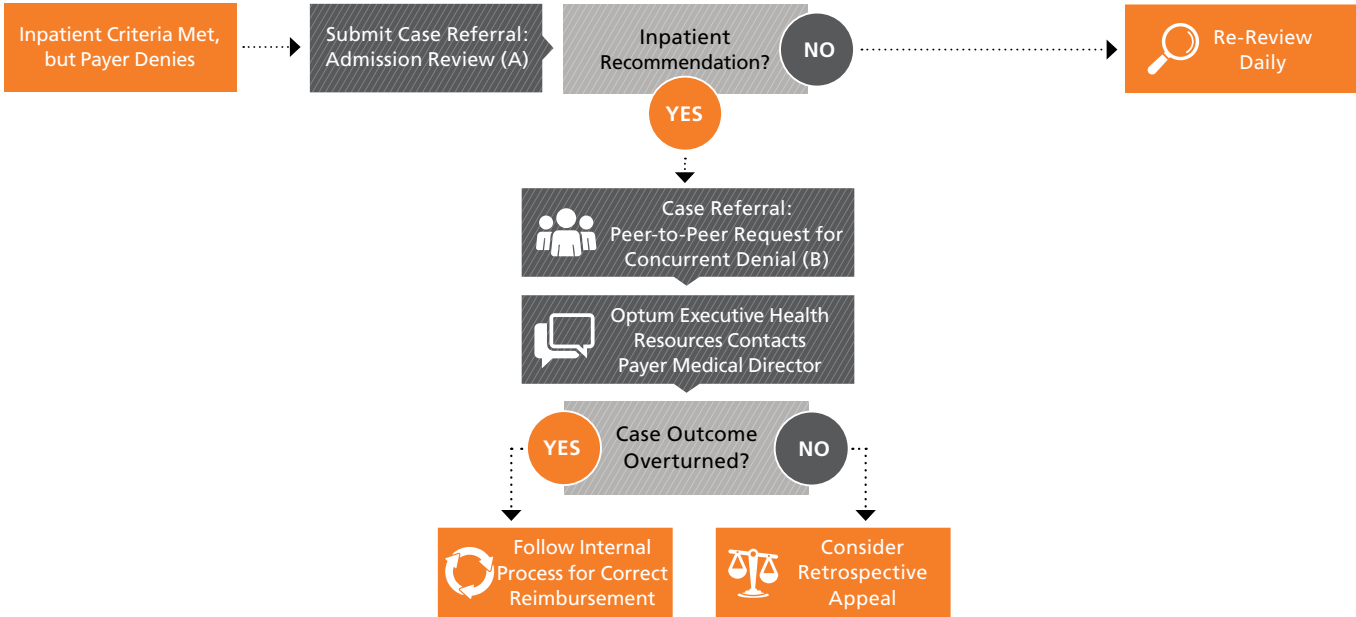 Inpatient Criteria Met,
but Payer Denies
Submit Case Referral:
Admission Review (A)
Inpatient
Recommendation?
NO
Re-Review
Daily
YES
Case Referral:
Peer-to-Peer Request for
Concurrent Denial (B)
Optum Executive Health
Resources Contacts
Payer Medical Director
YES
Case Outcome
Overturned?
NO
Follow Internal
Process for Correct
Reimbursement
Consider
Retrospective
Appeal